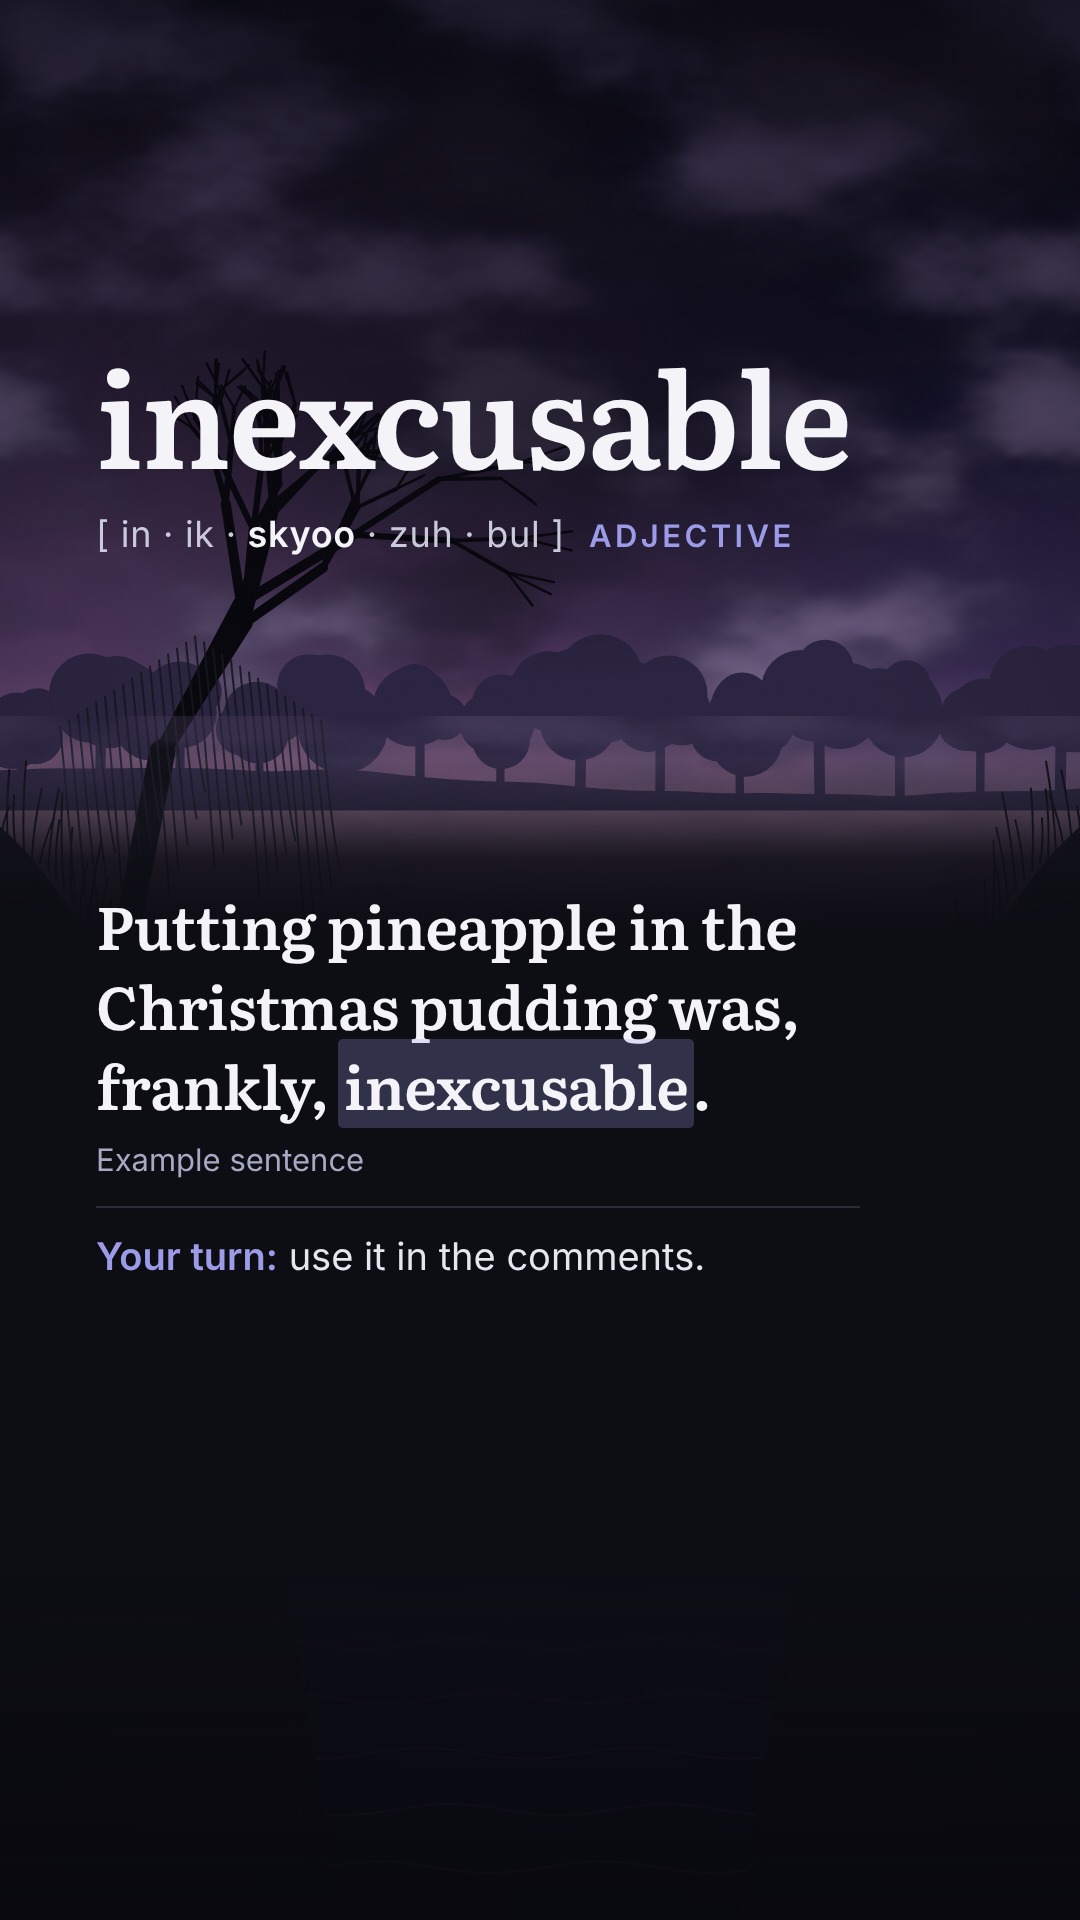 inexcusable
[ in · ik · skyoo · zuh · bul ] ADJECTIVE
Putting pineapple in the
Christmas pudding was,
frankly, inexcusable.
Example sentence
Your turn: use it in the comments.